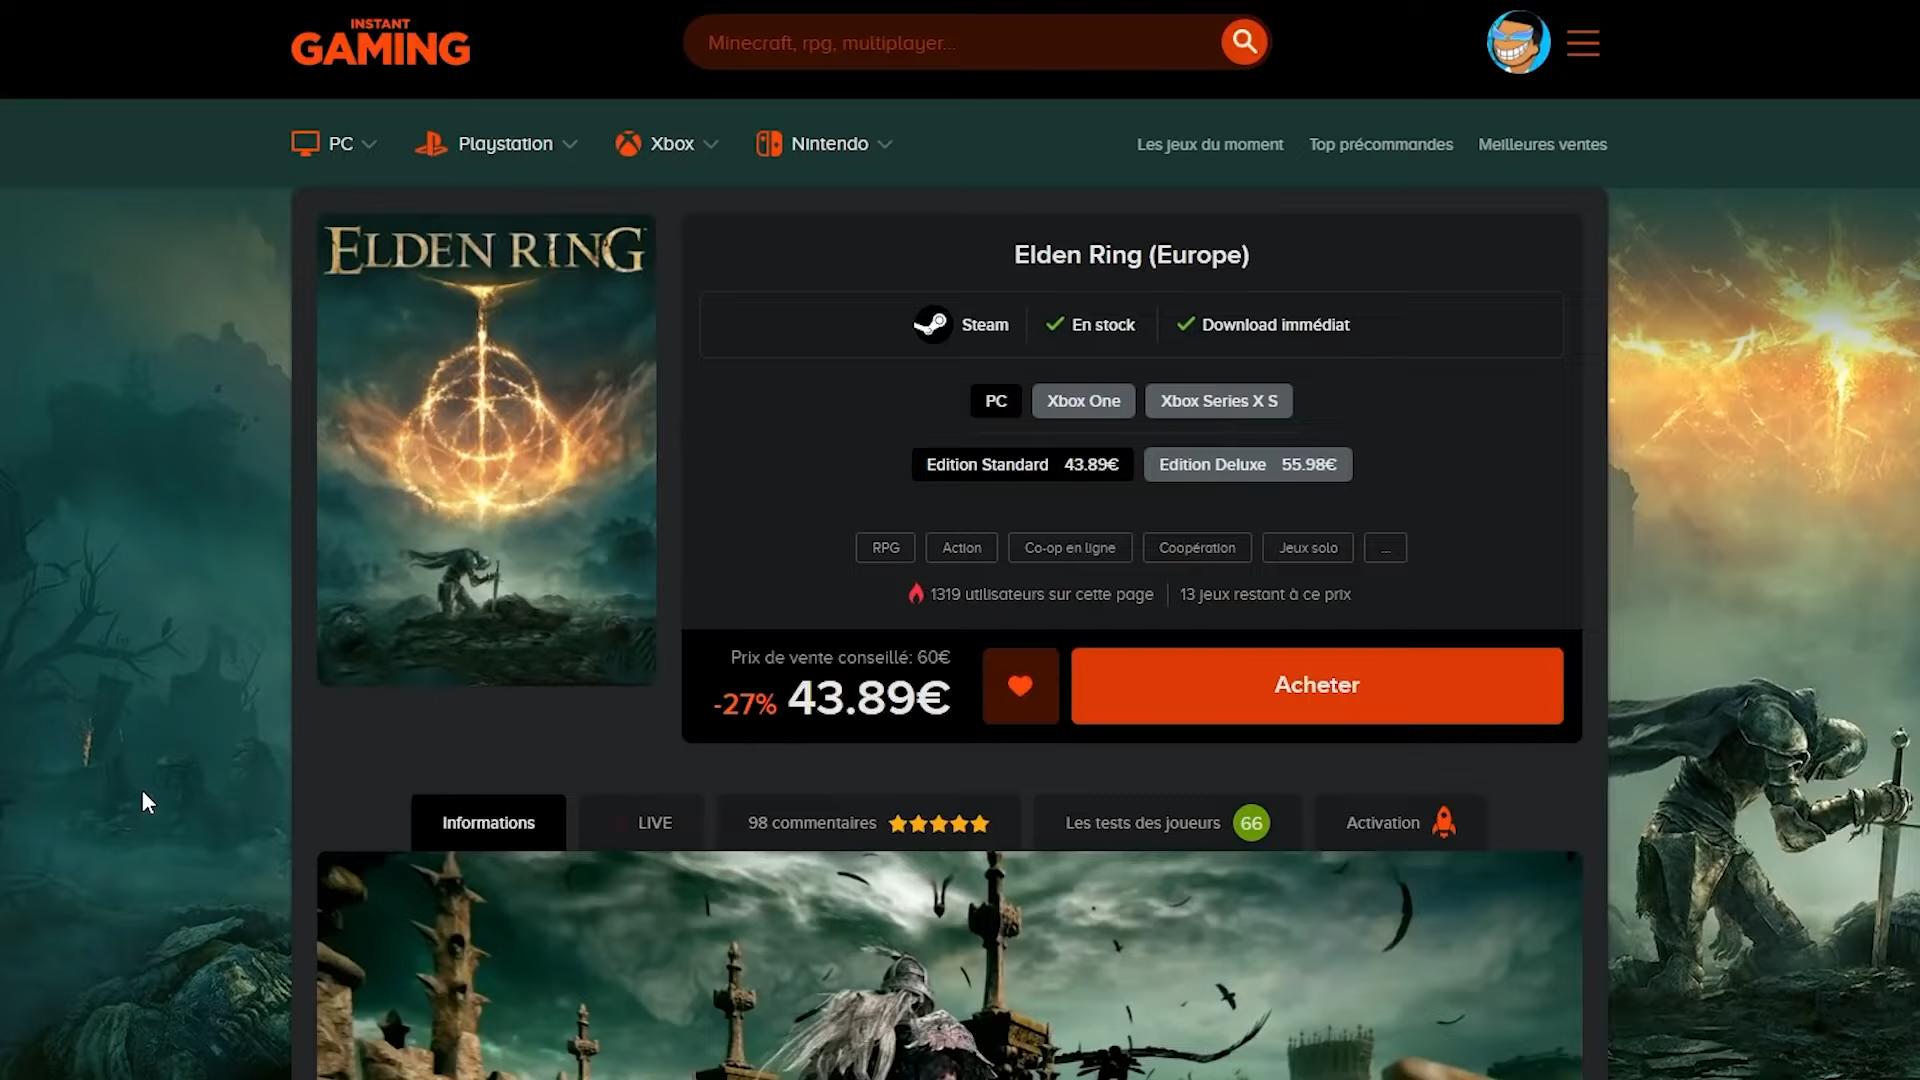 INSTANT
GAMING
Minecraft, rpg, multiplayer...
PC
Playstation
Xbox
Nintendo
Les jeux du moment
Top précommandes
Meilleures ventes
ELDEN RING
Elden Ring (Europe)
Steam
En stock
Download immédiat
PC
Xbox One
Xbox Series X S
Edition Standard 43.89€
Edition Deluxe 55.98€
RPG
Action
Co-op en ligne
Coopération
Jeux solo
...
1319 utilisateurs sur cette page
13 jeux restant à ce prix
Prix de vente conseillé: 60€
-27% 43.89€
Acheter
Informations
LIVE
98 commentaires
Les tests des joueurs 66
Activation